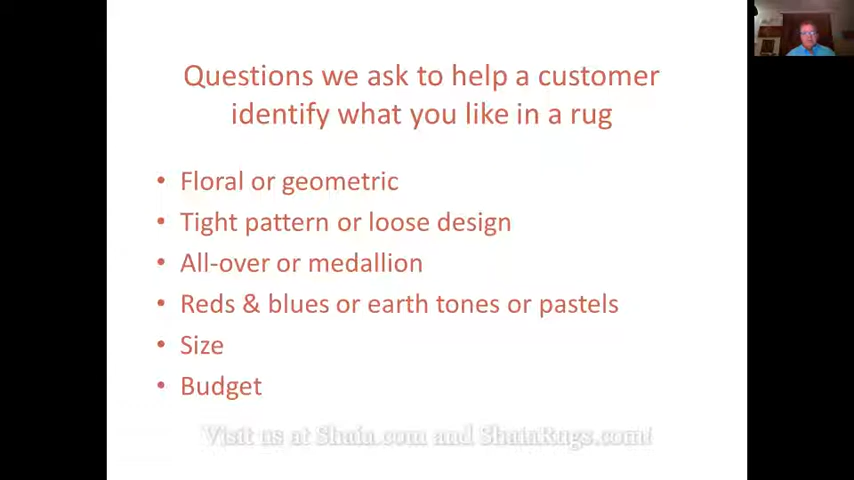 Questions we ask to help a customer
identify what you like in a rug
• Floral or geometric
• Tight pattern or loose design
• All-over or medallion
• Reds & blues or earth tones or pastels
• Size
• Budget
Visit us at Shaia.com and ShaiaRugs.com!